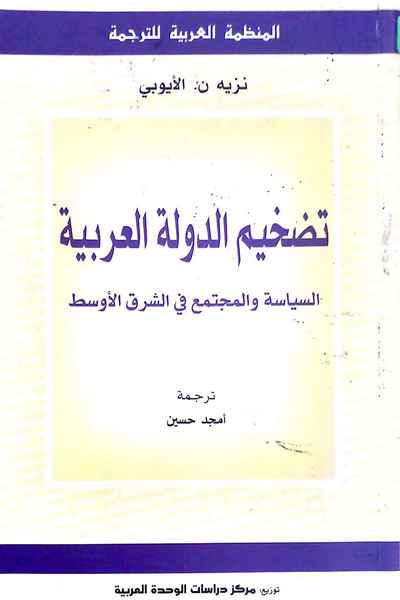 المنظمة العربية للترجمة
نزيه ن. الأيوبي
تضخيم الدولة العربية
السياسة والمجتمع في الشرق الأوسط
ترجمة
أمجد حسين
توزيع: مركز دراسات الوحدة العربية